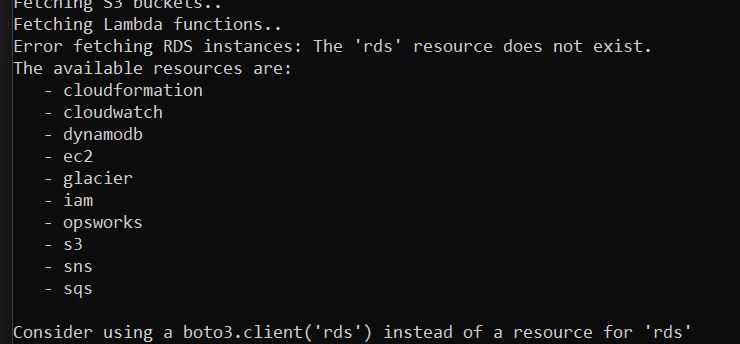 Fetching S3 buckets..
Fetching Lambda functions..
Error fetching RDS instances: The 'rds' resource does not exist.
The available resources are:
   - cloudformation
   - cloudwatch
   - dynamodb
   - ec2
   - glacier
   - iam
   - opsworks
   - s3
   - sns
   - sqs

Consider using a boto3.client('rds') instead of a resource for 'rds'